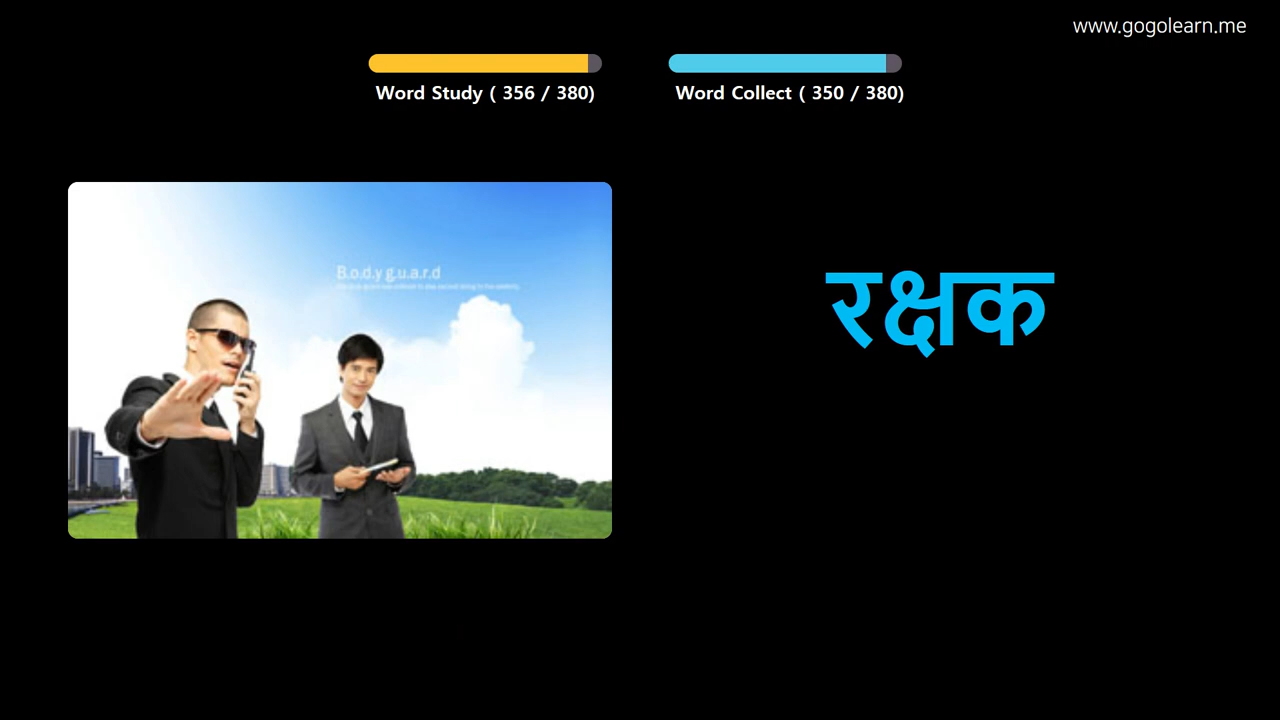 www.gogolearn.me
Word Study ( 356 / 380)
Word Collect ( 350 / 380)
B.o.d.y g.u.a.r.d
रक्षक